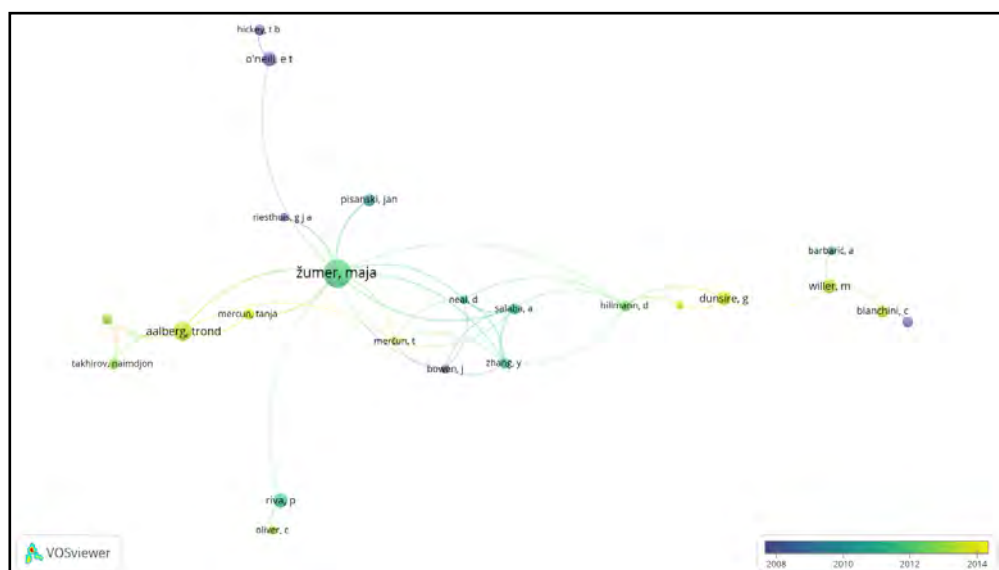 hickey, t b
o'neill, e t
pisanski, jan
riesthuis, g j a
barbarić, a
žumer, maja
willer, m
neal, d
dunsire, g
hillmann, d
salaba, a
bianchini, c
mercun, tanja
aalberg, trond
merčun, t
takhirov, naimdjon
zhang, y
bowen, j
riva, p
oliver, c
VOSviewer
2008 2010 2012 2014